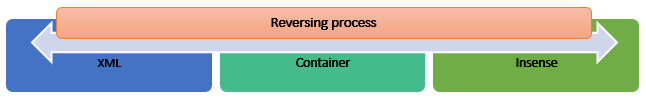 Reversing process
XML
Container
Insense